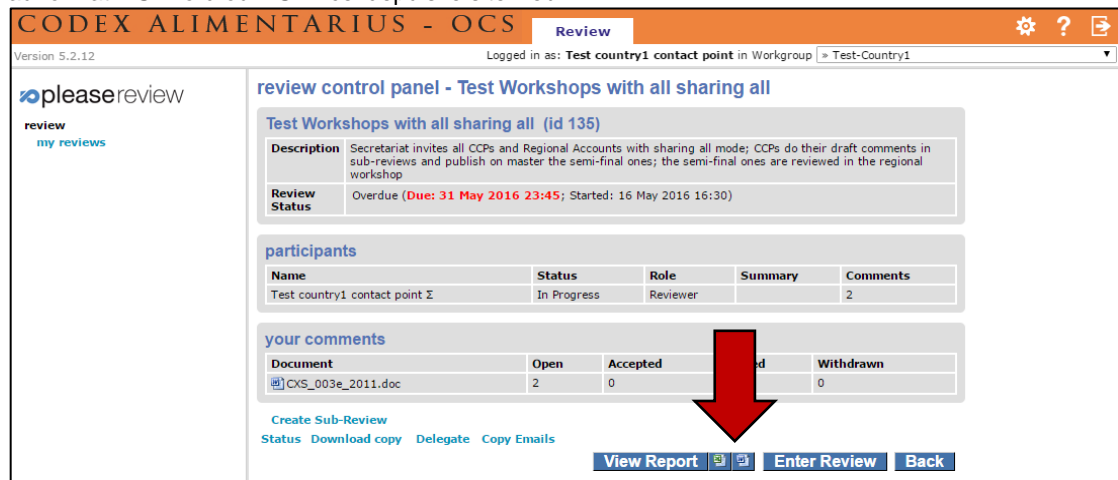 CODEX ALIMENTARIUS - OCS
Review
?
Version 5.2.12
Logged in as: Test country1 contact point in Workgroup » Test-Country1
pleasereview
review
my reviews
review control panel - Test Workshops with all sharing all
Test Workshops with all sharing all (id 135)
Description Secretariat invites all CCPs and Regional Accounts with sharing all mode; CCPs do their draft comments in
sub-reviews and publish on master the semi-final ones; the semi-final ones are reviewed in the regional
workshop
Review Status Overdue (Due: 31 May 2016 23:45; Started: 16 May 2016 16:30)
participants
Name Status Role Summary Comments
Test country1 contact point Σ In Progress Reviewer 2
your comments
Document Open Accepted Withdrawn
CXS_003e_2011.doc 2 0 0
Create Sub-Review
Status Download copy Delegate Copy Emails
View Report Enter Review Back